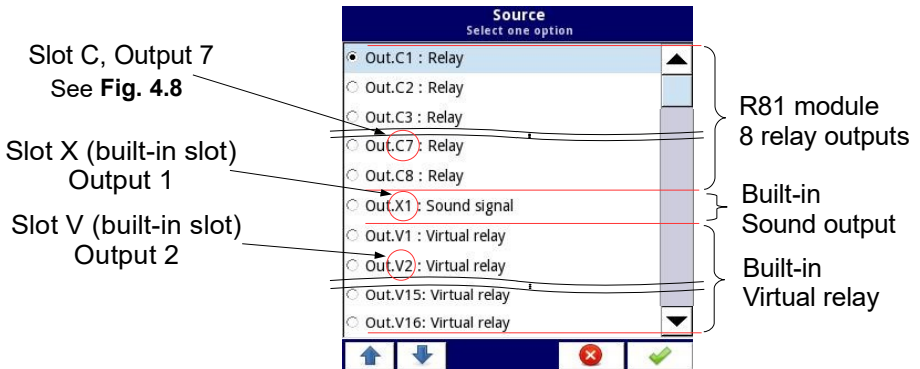 Source
Select one option
Slot C, Output 7
See Fig. 4.8
Slot X (built-in slot)
Output 1
Slot V (built-in slot)
Output 2
Out.C1 : Relay
Out.C2 : Relay
Out.C3 : Relay
Out.C7 : Relay
Out.C8 : Relay
Out.X1 : Sound signal
Out.V1 : Virtual relay
Out.V2 : Virtual relay
Out.V15: Virtual relay
Out.V16: Virtual relay
R81 module
8 relay outputs
Built-in
Sound output
Built-in
Virtual relay